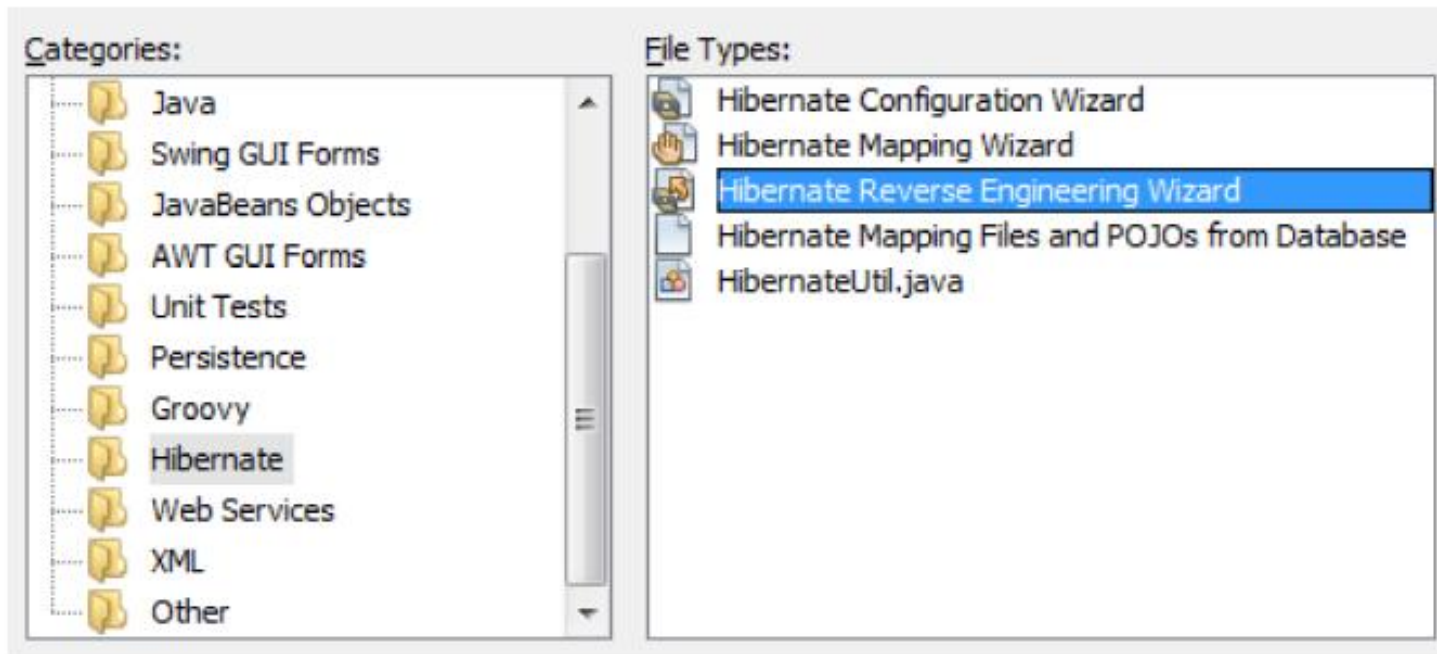 Categories:
Java
Swing GUI Forms
JavaBeans Objects
AWT GUI Forms
Unit Tests
Persistence
Groovy
Hibernate
Web Services
XML
Other
File Types:
Hibernate Configuration Wizard
Hibernate Mapping Wizard
Hibernate Reverse Engineering Wizard
Hibernate Mapping Files and POJOs from Database
HibernateUtil.java